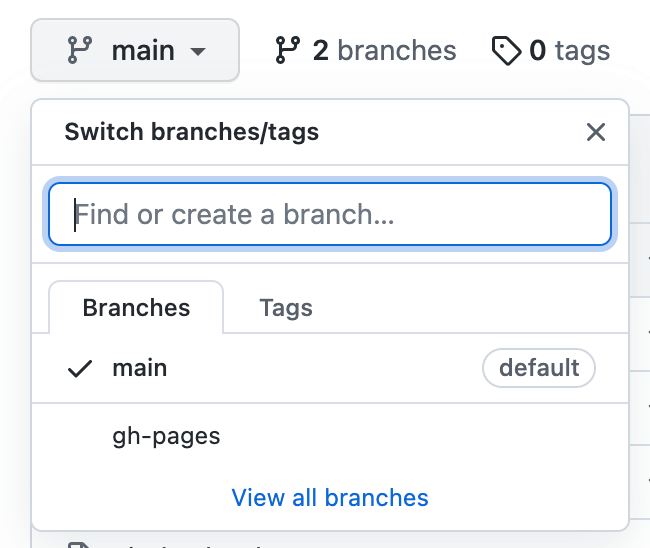 main 2 branches 0 tags
Switch branches/tags
Find or create a branch...
Branches Tags
main default
gh-pages
View all branches